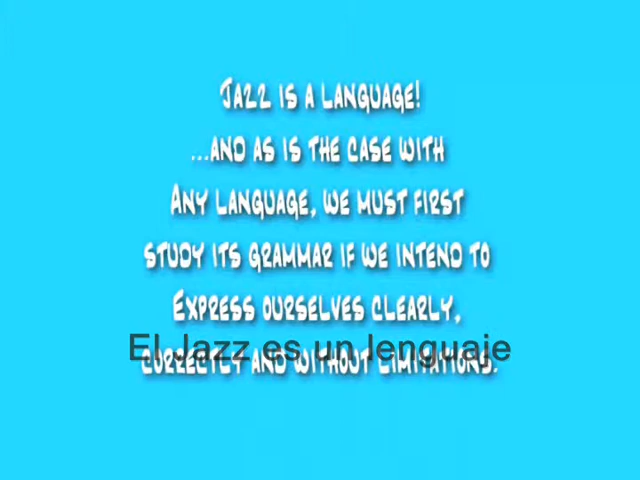 Jazz is a language!
...and as is the case with
Any language, we must first
study its grammar if we intend to
Express ourselves clearly,
El Jazz es un lenguaje
correctly and without limitations.